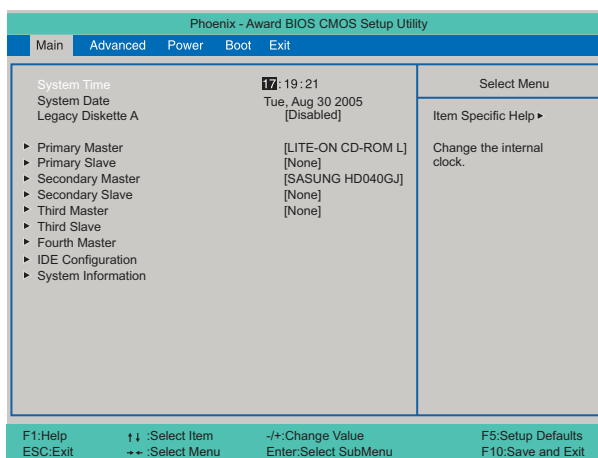 Phoenix - Award BIOS CMOS Setup Utility
Main Advanced Power Boot Exit
System Time 17 : 19 : 21
System Date Tue, Aug 30 2005
Legacy Diskette A [Disabled]
Primary Master [LITE-ON CD-ROM L]
Primary Slave [None]
Secondary Master [SASUNG HD040GJ]
Secondary Slave [None]
Third Master [None]
Third Slave
Fourth Master
IDE Configuration
System Information
Select Menu
Item Specific Help
Change the internal
clock.
F1:Help ↑↓ :Select Item -/+:Change Value F5:Setup Defaults
ESC:Exit →← :Select Menu Enter:Select SubMenu F10:Save and Exit